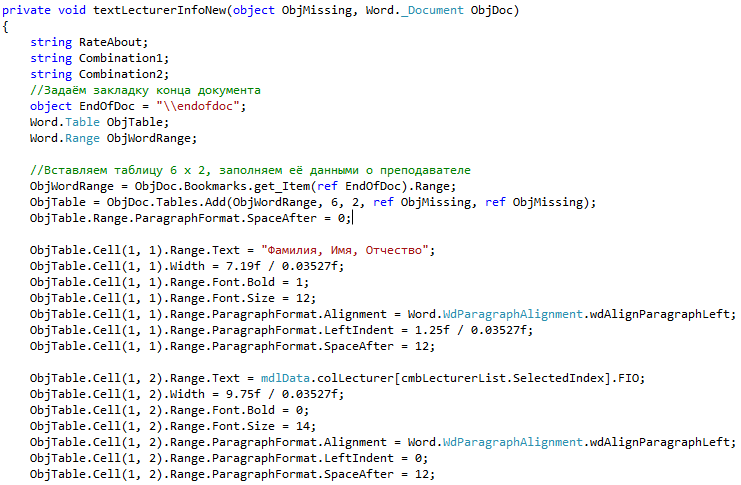 private void textLecturerInfoNew(object ObjMissing, Word._Document ObjDoc)
{
    string RateAbout;
    string Combination1;
    string Combination2;
    //Задаём закладку конца документа
    object EndOfDoc = "\\endofdoc";
    Word.Table ObjTable;
    Word.Range ObjWordRange;

    //Вставляем таблицу 6 x 2, заполняем её данными о преподавателе
    ObjWordRange = ObjDoc.Bookmarks.get_Item(ref EndOfDoc).Range;
    ObjTable = ObjDoc.Tables.Add(ObjWordRange, 6, 2, ref ObjMissing, ref ObjMissing);
    ObjTable.Range.ParagraphFormat.SpaceAfter = 0;

    ObjTable.Cell(1, 1).Range.Text = "Фамилия, Имя, Отчество";
    ObjTable.Cell(1, 1).Width = 7.19f / 0.03527f;
    ObjTable.Cell(1, 1).Range.Font.Bold = 1;
    ObjTable.Cell(1, 1).Range.Font.Size = 12;
    ObjTable.Cell(1, 1).Range.ParagraphFormat.Alignment = Word.WdParagraphAlignment.wdAlignParagraphLeft;
    ObjTable.Cell(1, 1).Range.ParagraphFormat.LeftIndent = 1.25f / 0.03527f;
    ObjTable.Cell(1, 1).Range.ParagraphFormat.SpaceAfter = 12;

    ObjTable.Cell(1, 2).Range.Text = mdlData.colLecturer[cmbLecturerList.SelectedIndex].FIO;
    ObjTable.Cell(1, 2).Width = 9.75f / 0.03527f;
    ObjTable.Cell(1, 2).Range.Font.Bold = 0;
    ObjTable.Cell(1, 2).Range.Font.Size = 14;
    ObjTable.Cell(1, 2).Range.ParagraphFormat.Alignment = Word.WdParagraphAlignment.wdAlignParagraphLeft;
    ObjTable.Cell(1, 2).Range.ParagraphFormat.LeftIndent = 0;
    ObjTable.Cell(1, 2).Range.ParagraphFormat.SpaceAfter = 12;